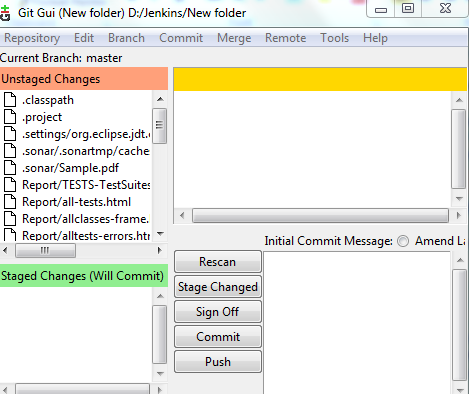 Git Gui (New folder) D:/Jenkins/New folder
Repository Edit Branch Commit Merge Remote Tools Help
Current Branch: master
Unstaged Changes
.classpath
.project
.settings/org.eclipse.jdt.
.sonar/.sonartmp/cache
.sonar/Sample.pdf
Report/TESTS-TestSuites
Report/all-tests.html
Report/allclasses-frame.
Report/alltests-errors.ht
Staged Changes (Will Commit)
Initial Commit Message: Amend La
Rescan
Stage Changed
Sign Off
Commit
Push